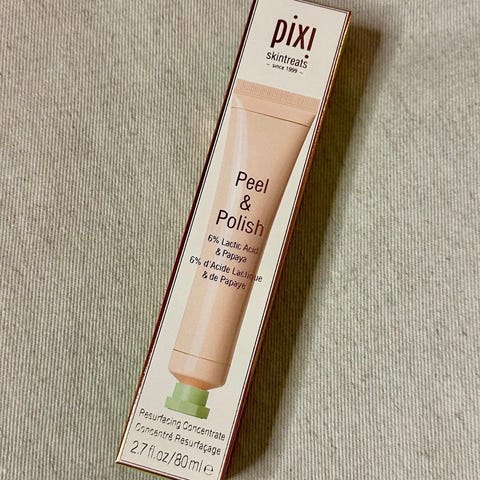 pixi
skintreats
– since 1999 –
Peel
&
Polish
6% Lactic Acid
& Papaya
6% d'Acide Lactique
& de Papaye
Resurfacing Concentrate
Concentré Resurfaçage
2.7 fl.oz/80ml ℮